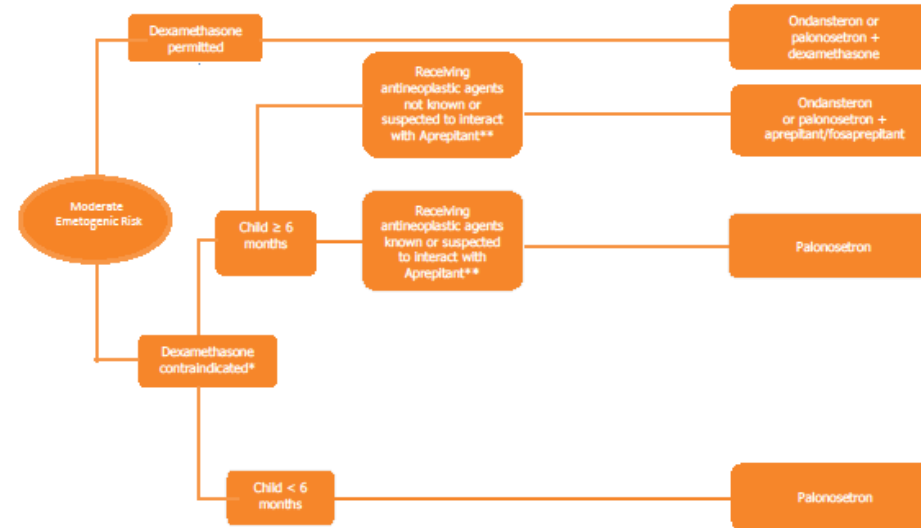 Dexamethasone
permitted
Ondansteron or
palonosetron +
dexamethasone
Receiving
antineoplastic agents
not known or
suspected to interact
with Aprepitant**
Ondansteron
or palonosetron +
aprepitant/fosaprepitant
Moderate
Emetogenic Risk
Child ≥ 6
months
Receiving
antineoplastic agents
known or suspected
to interact with
Aprepitant**
Palonosetron
Dexamethasone
contraindicated*
Child < 6
months
Palonosetron